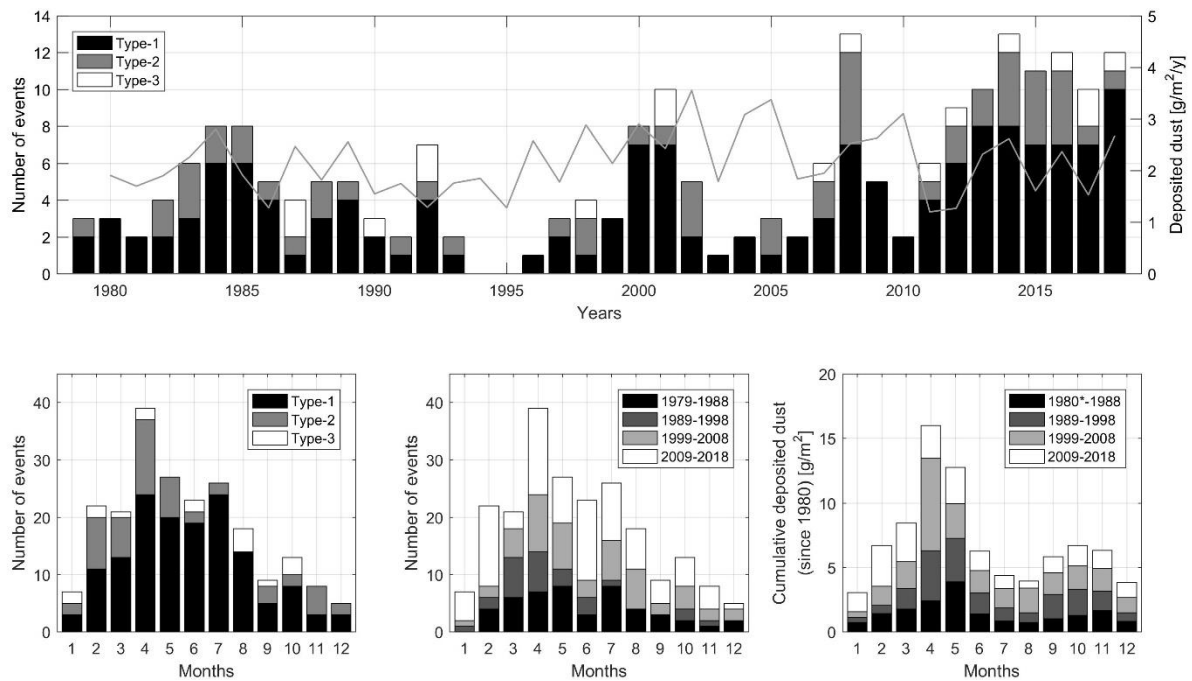 14
12
10
8
6
4
2
0
Number of events
Type-1
Type-2
Type-3
5
4
3
2
1
0
Deposited dust [g/m²/y]
1980
1985
1990
1995
2000
2005
2010
2015
Years
40
30
20
10
0
Number of events
Type-1
Type-2
Type-3
1 2 3 4 5 6 7 8 9 10 11 12
Months
40
30
20
10
0
Number of events
1979-1988
1989-1998
1999-2008
2009-2018
1 2 3 4 5 6 7 8 9 10 11 12
Months
20
15
10
5
0
Cumulative deposited dust
(since 1980) [g/m²]
1980*-1988
1989-1998
1999-2008
2009-2018
1 2 3 4 5 6 7 8 9 10 11 12
Months